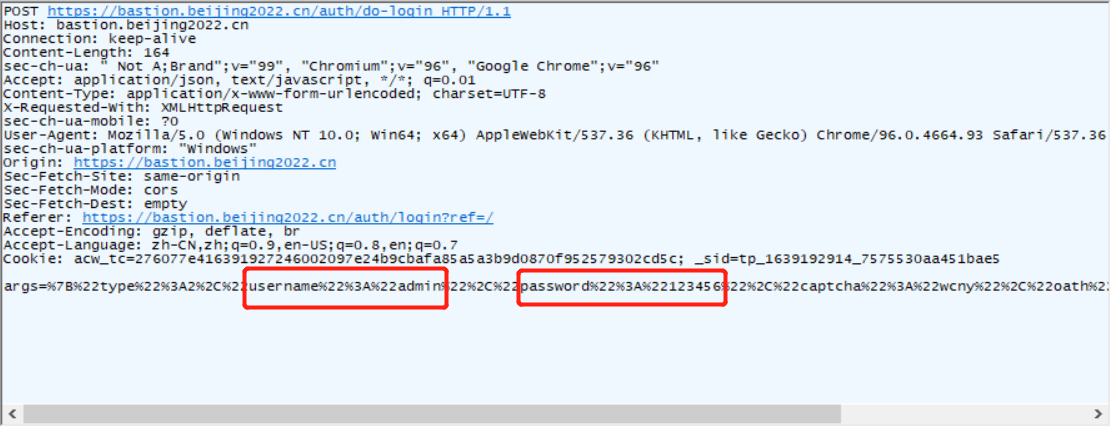 POST https://bastion.beijing2022.cn/auth/do-login HTTP/1.1
Host: bastion.beijing2022.cn
Connection: keep-alive
Content-Length: 164
sec-ch-ua: " Not A;Brand";v="99", "Chromium";v="96", "Google Chrome";v="96"
Accept: application/json, text/javascript, */*; q=0.01
Content-Type: application/x-www-form-urlencoded; charset=UTF-8
X-Requested-With: XMLHttpRequest
sec-ch-ua-mobile: ?0
User-Agent: Mozilla/5.0 (Windows NT 10.0; Win64; x64) AppleWebKit/537.36 (KHTML, like Gecko) Chrome/96.0.4664.93 Safari/537.36
sec-ch-ua-platform: "Windows"
Origin: https://bastion.beijing2022.cn
Sec-Fetch-Site: same-origin
Sec-Fetch-Mode: cors
Sec-Fetch-Dest: empty
Referer: https://bastion.beijing2022.cn/auth/login?ref=/
Accept-Encoding: gzip, deflate, br
Accept-Language: zh-CN,zh;q=0.9,en-US;q=0.8,en;q=0.7
Cookie: acw_tc=276077e416391927246002097e24b9cbafa85a5a3b9d0870f952579302cd5c; _sid=tp_1639192914_7575530aa451bae5
args=%7B%22type%22%3A2%2C%22username%22%3A%22admin%22%2C%22password%22%3A%22123456%22%2C%22captcha%22%3A%22wcny%22%2C%22oath%22